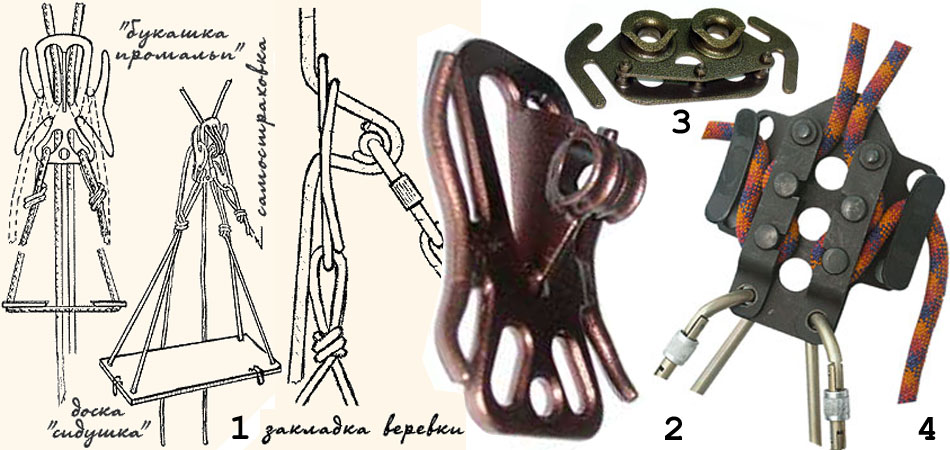 "букашка
промальп"
самостраховка
доска
"сидушка"
1 закладка веревки
2
3
4